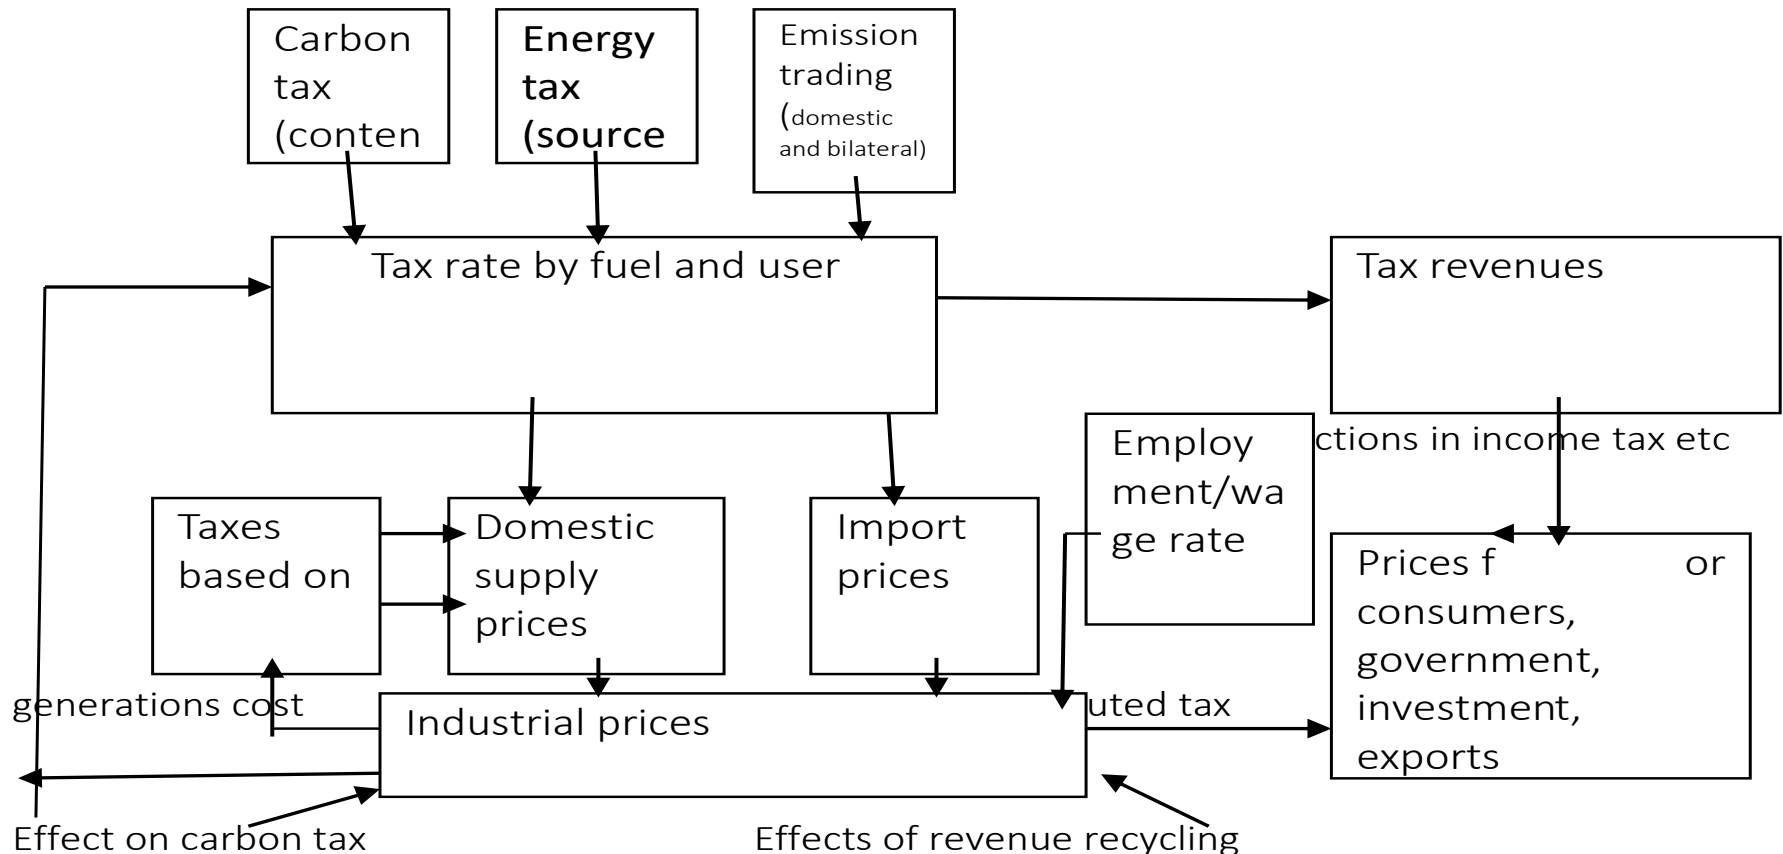 Carbon
tax
(conten
Energy
tax
(source
Emission
trading
(domestic
and bilateral)
Tax rate by fuel and user
Tax revenues
Employ
ment/wa
ge rate
ctions in income tax etc
Taxes
based on
Domestic
supply
prices
Import
prices
Prices f or
consumers,
government,
investment,
exports
generations cost
Industrial prices
uted tax
Effect on carbon tax
Effects of revenue recycling